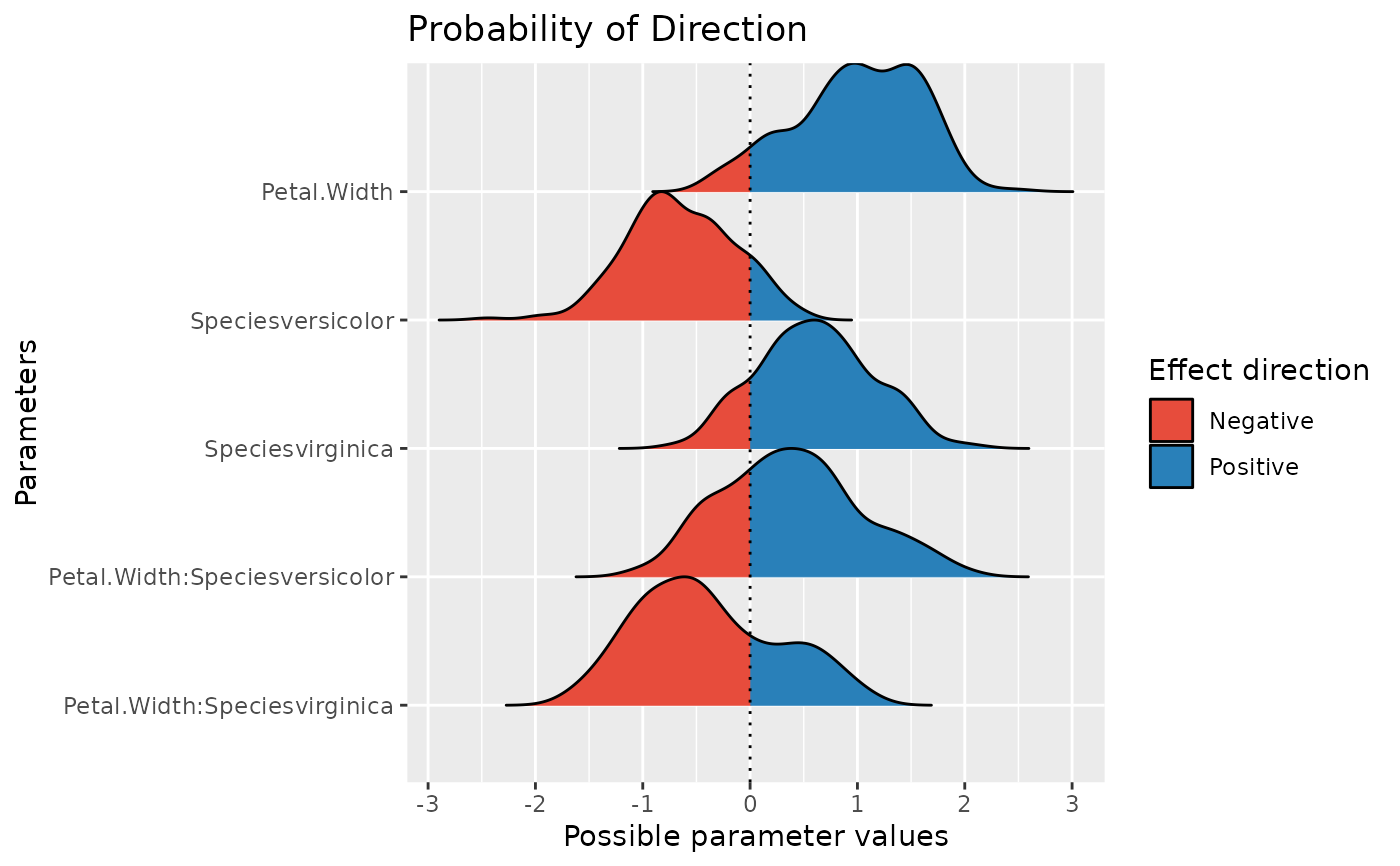 Probability of Direction
Parameters
Petal.Width
Speciesversicolor
Speciesvirginica
Petal.Width:Speciesversicolor
Petal.Width:Speciesvirginica
-3 -2 -1 0 1 2 3
Possible parameter values
Effect direction
Negative
Positive